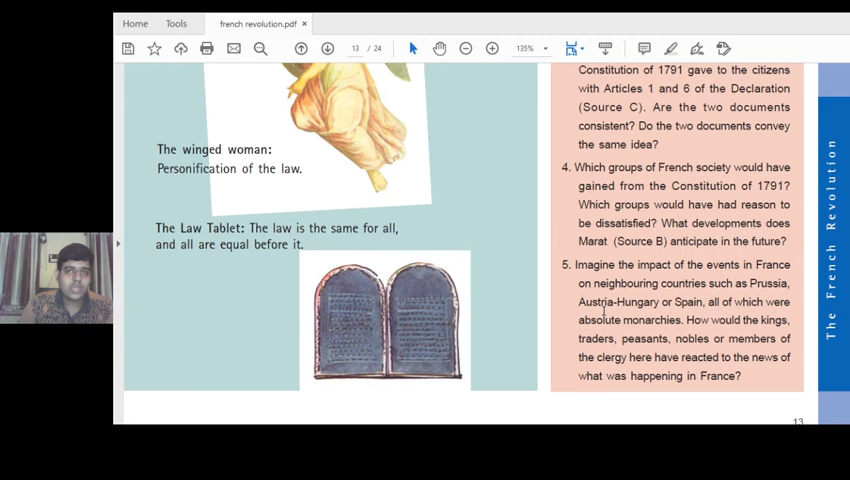 Home Tools french revolution.pdf ×
13 / 24 135%
The winged woman:
Personification of the law.
The Law Tablet: The law is the same for all,
and all are equal before it.
Constitution of 1791 gave to the citizens
with Articles 1 and 6 of the Declaration
(Source C). Are the two documents
consistent? Do the two documents convey
the same idea?
4. Which groups of French society would have
gained from the Constitution of 1791?
Which groups would have had reason to
be dissatisfied? What developments does
Marat (Source B) anticipate in the future?
5. Imagine the impact of the events in France
on neighbouring countries such as Prussia,
Austria-Hungary or Spain, all of which were
absolute monarchies. How would the kings,
traders, peasants, nobles or members of
the clergy here have reacted to the news of
what was happening in France?
The French Revolution
13